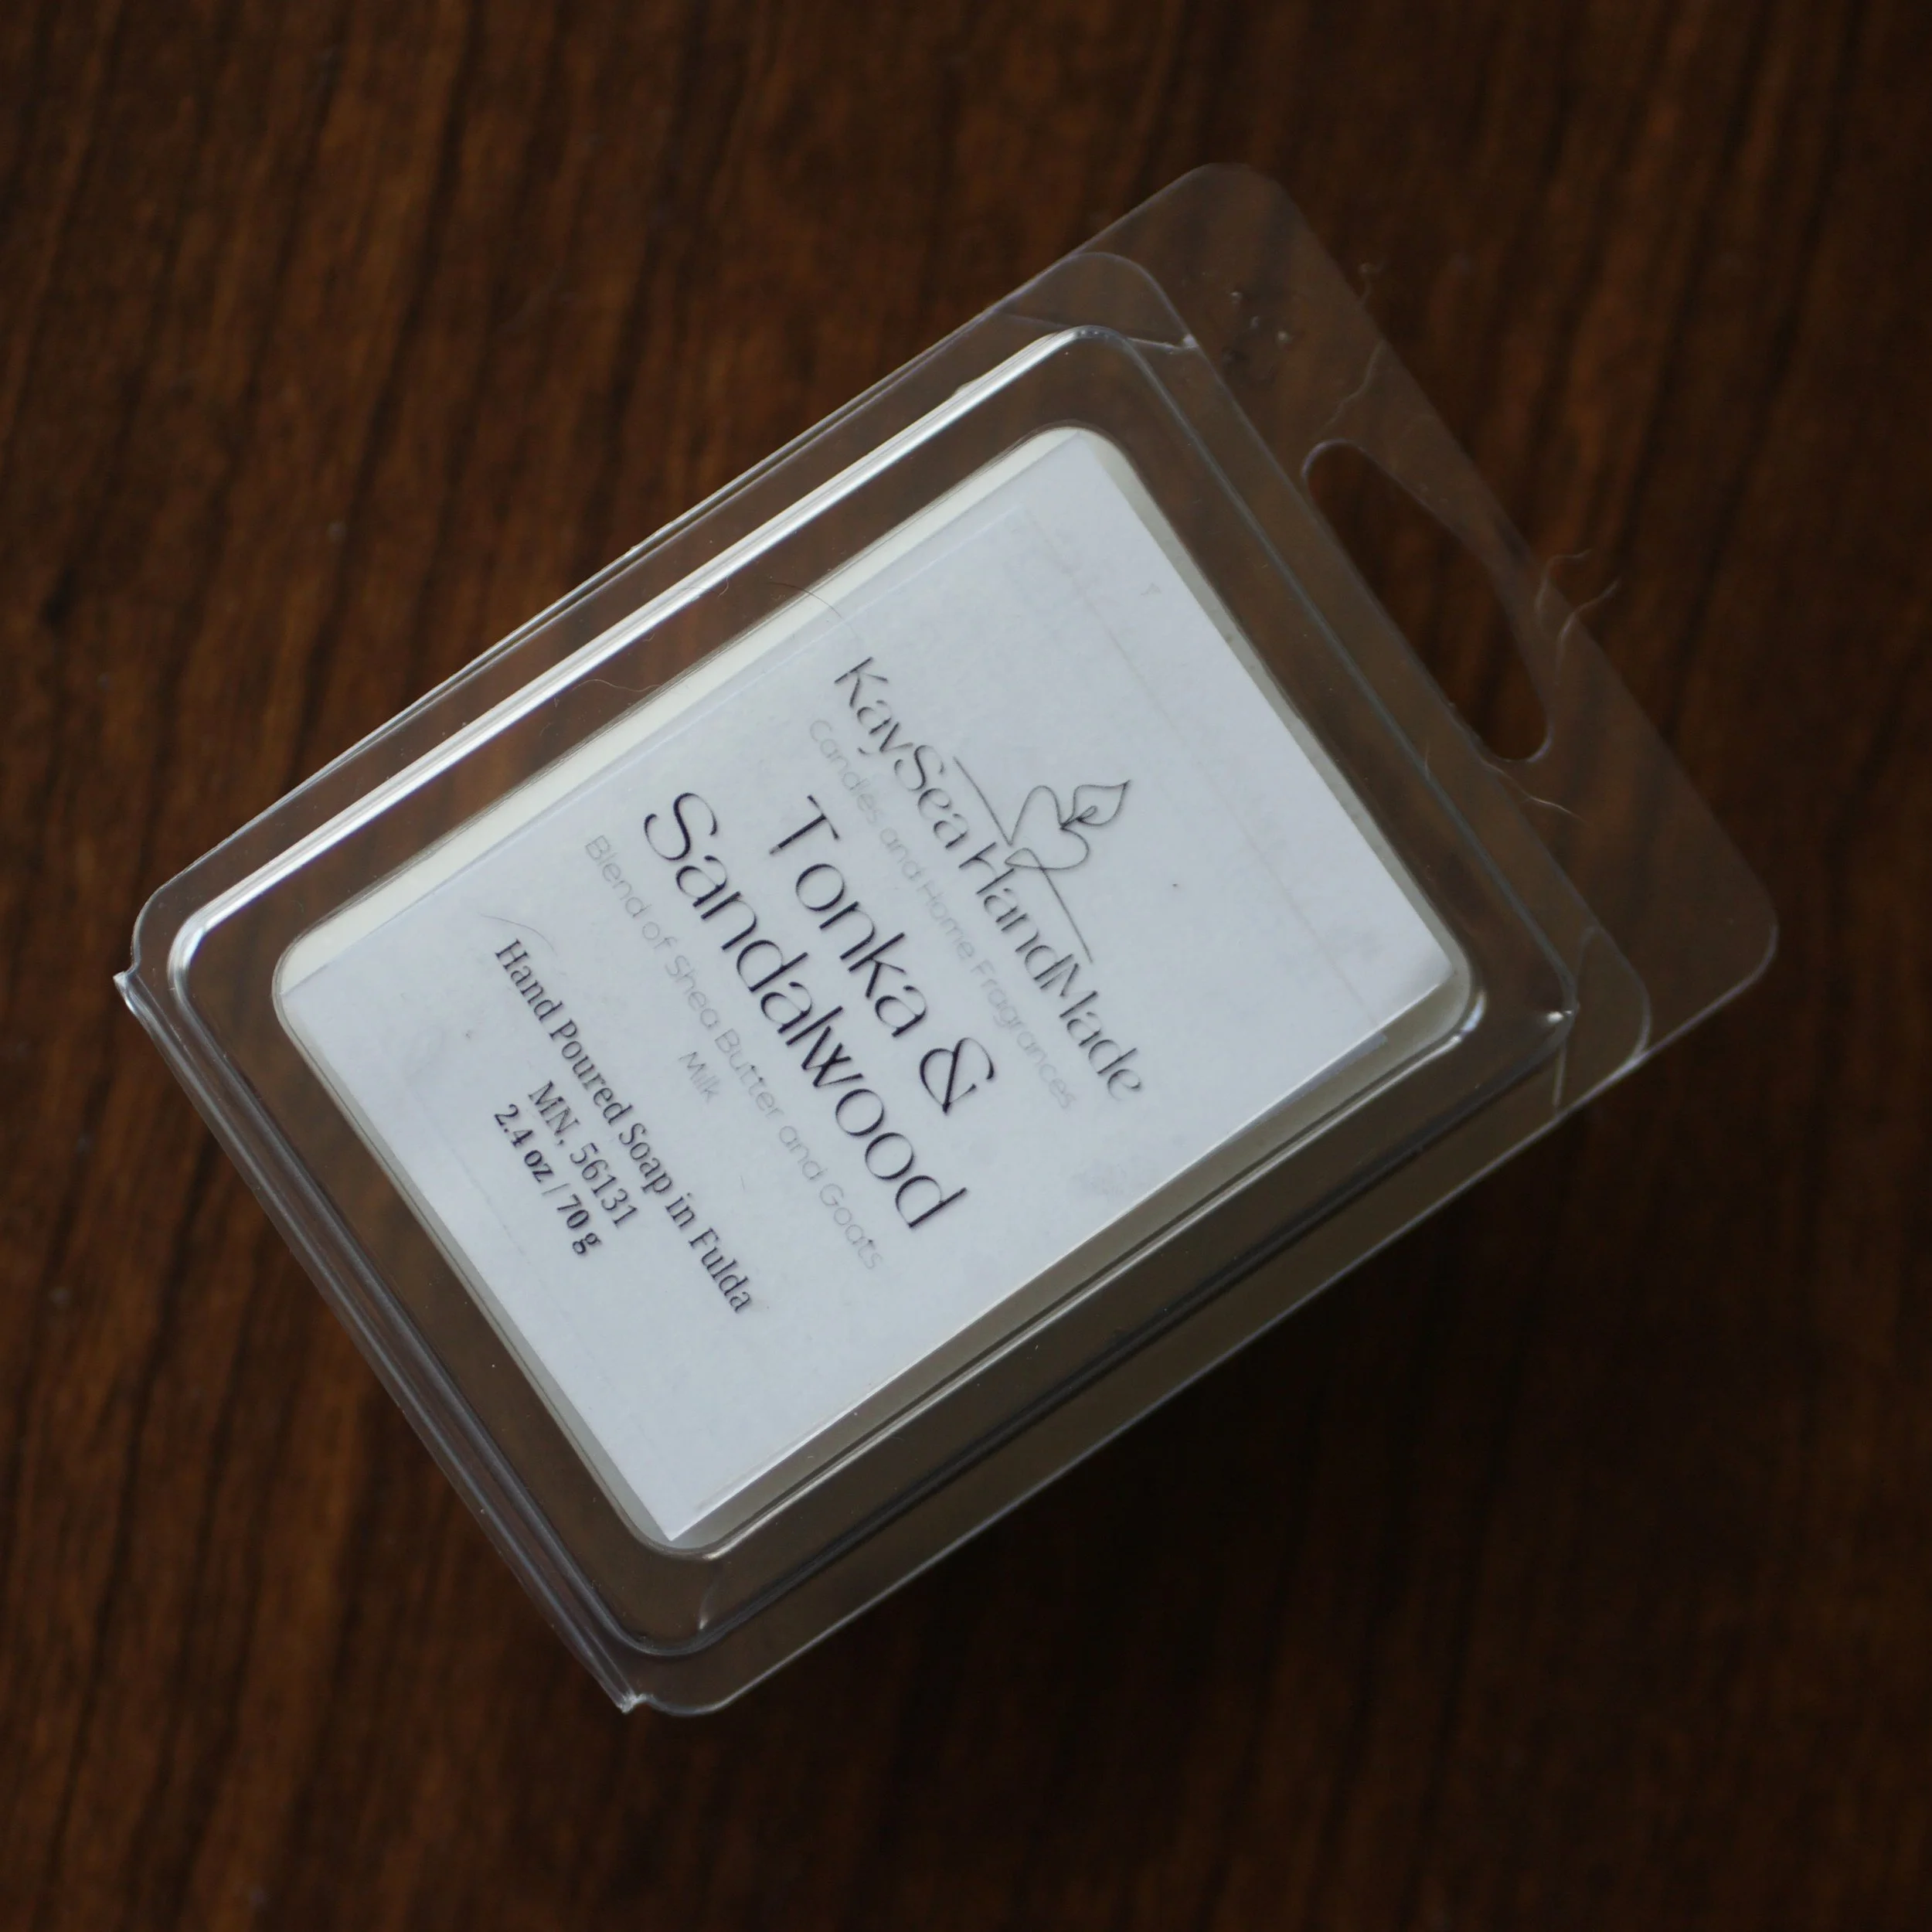 KaySea HandMade
Candles and Home Fragrances
Tonka &
Sandalwood
Blend of Shea Butter and Goats
Milk
Hand Poured Soap in Fulda
MN, 56131
2.4 oz / 70 g